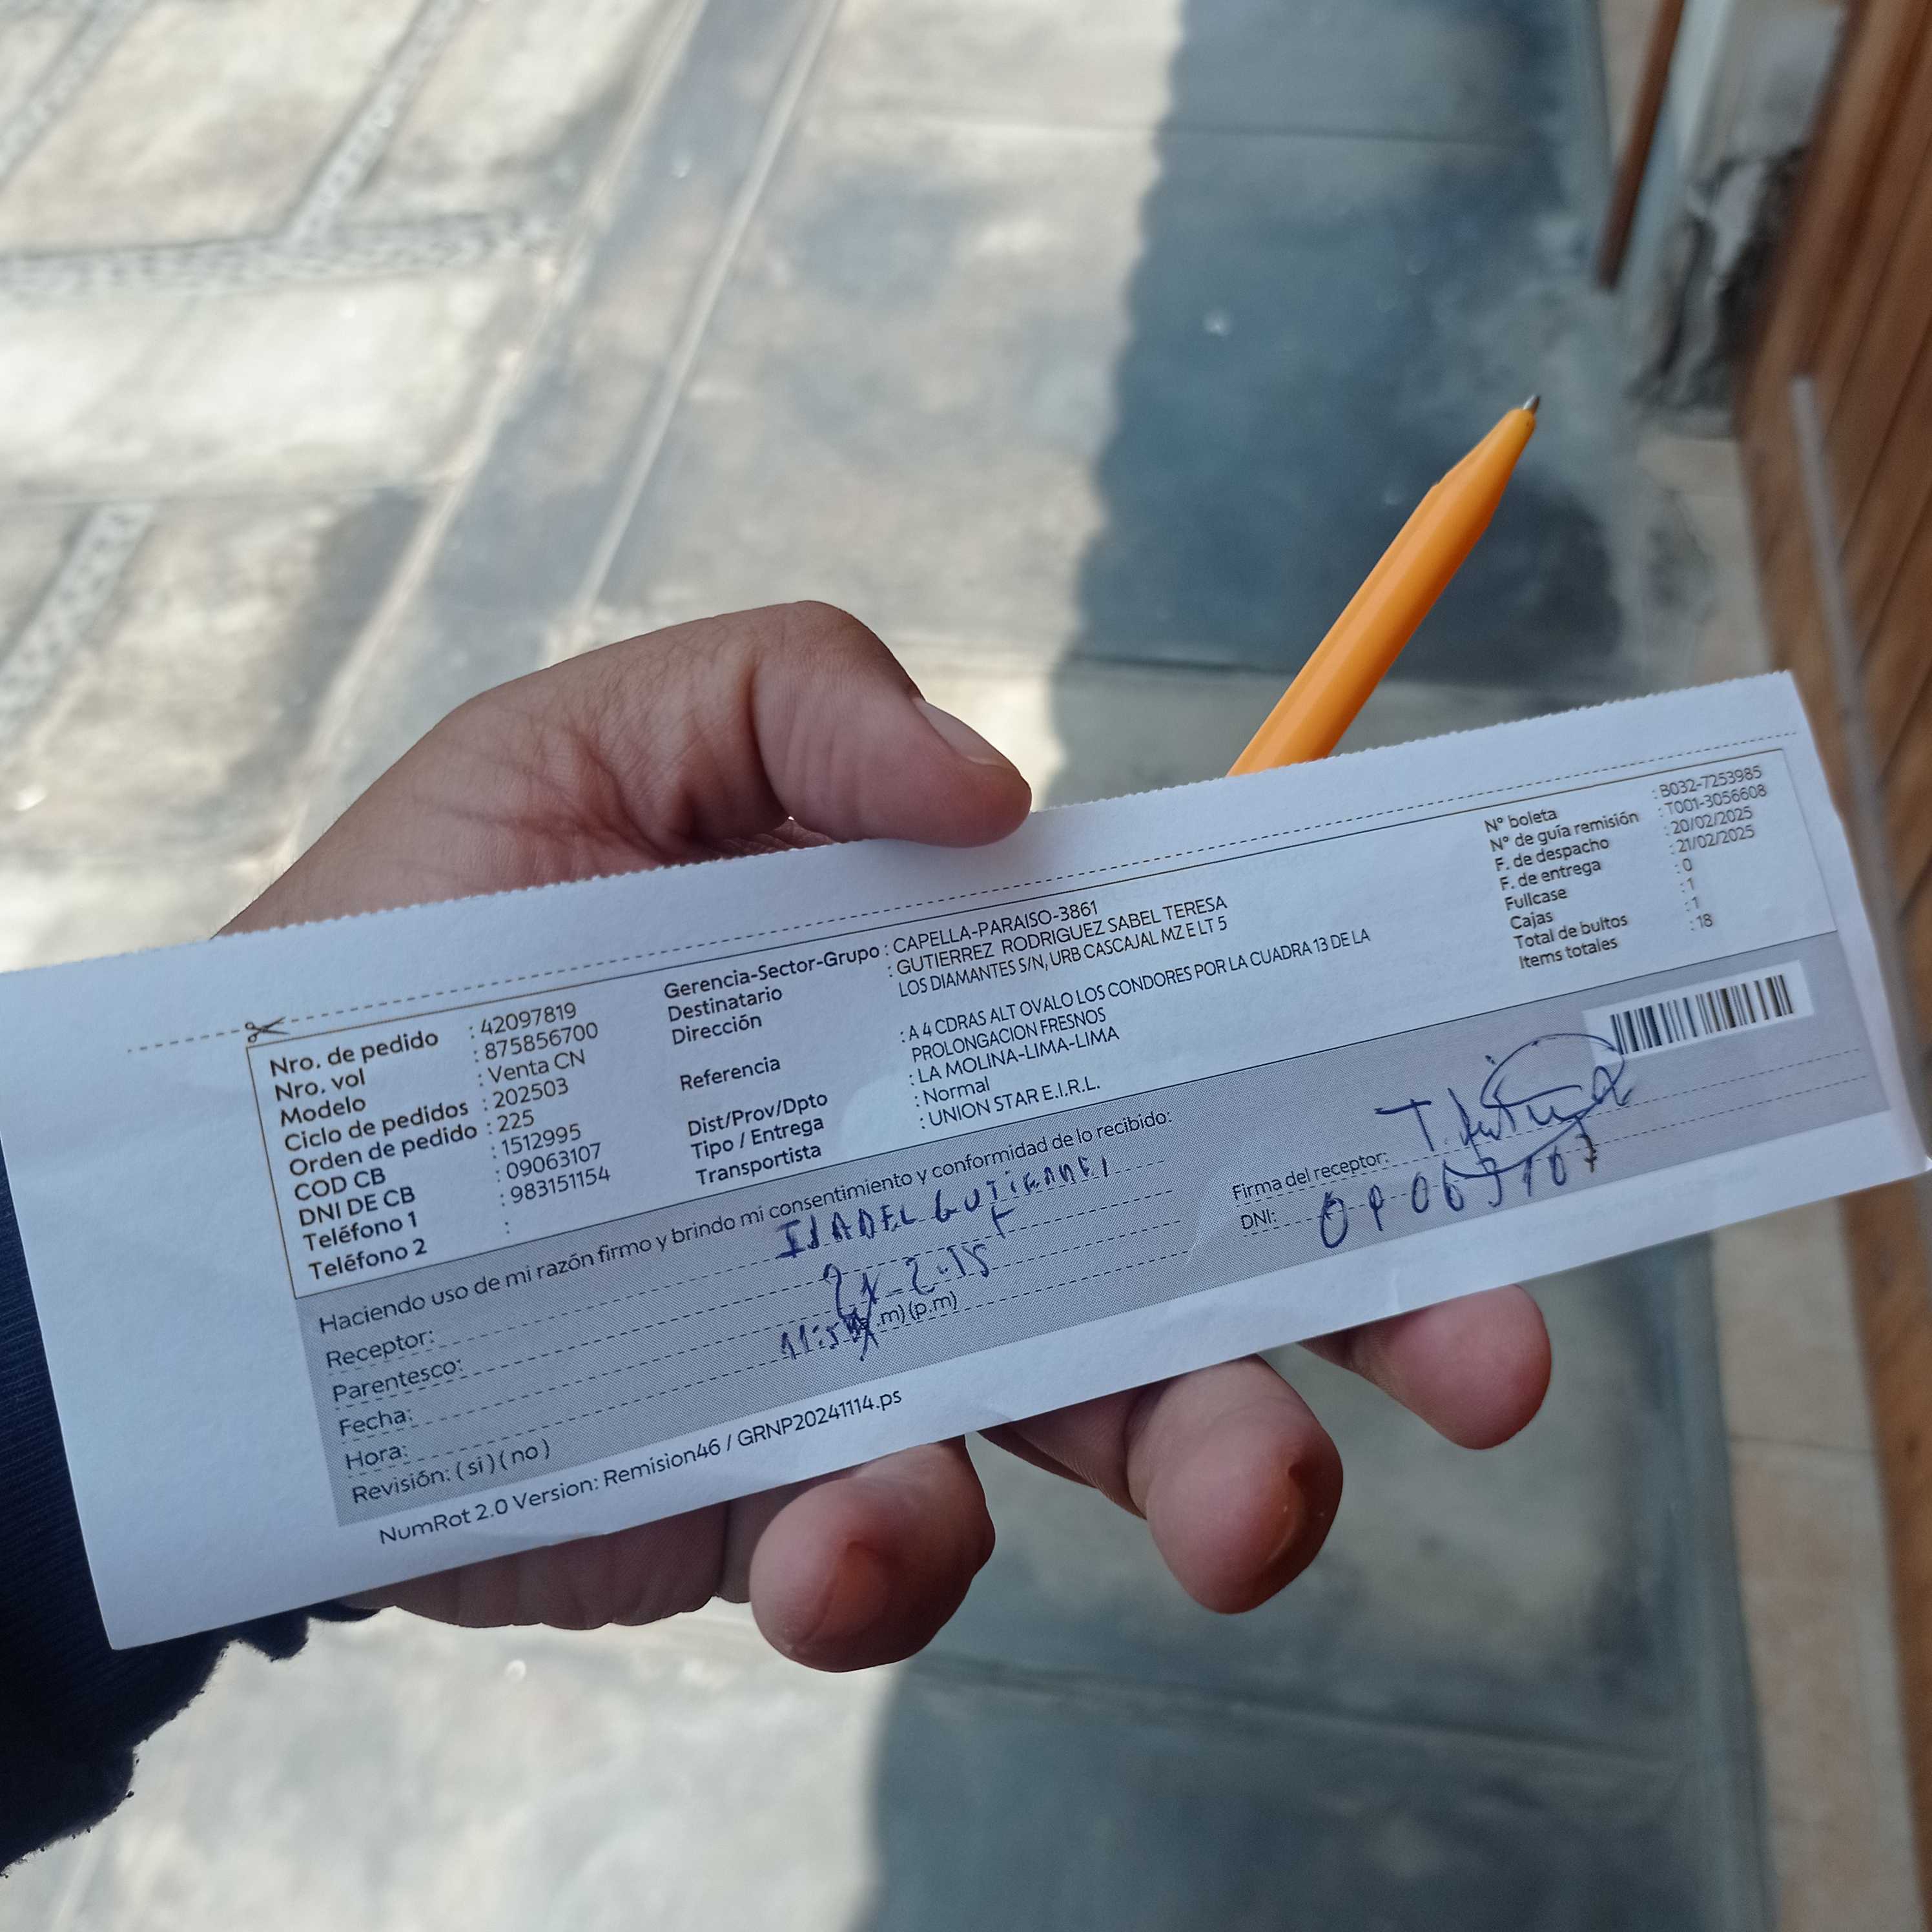 Nro. de pedido : 42097819
Nro. vol : 875856700
Modelo : Venta CN
Ciclo de pedidos : 202503
Orden de pedido : 225
COD CB : 1512995
DNI DE CB : 09063107
Teléfono 1 : 983151154
Teléfono 2 :
Gerencia-Sector-Grupo : CAPELLA-PARAISO-3861
Destinatario : GUTIERREZ RODRIGUEZ SABEL TERESA
Dirección LOS DIAMANTES S/N, URB CASCAJAL MZ E LT 5
Referencia : A 4 CDRAS ALT OVALO LOS CONDORES POR LA CUADRA 13 DE LA
PROLONGACION FRESNOS
Dist/Prov/Dpto : LA MOLINA-LIMA-LIMA
Tipo / Entrega : Normal
Transportista : UNION STAR E.I.R.L.
N° boleta : B032-7253985
N° de guía remisión : T001-3056608
F. de despacho : 20/02/2025
F. de entrega : 21/02/2025
Fullcase : 0
Cajas : 1
Total de bultos : 1
Items totales : 18
Haciendo uso de mi razón firmo y brindo mi consentimiento y conformidad de lo recibido:
Receptor:
Parentesco:
Fecha:
Hora: .m) (p.m)
Revisión: ( si ) ( no )
Firma del receptor:
DNI: 09063107
NumRot 2.0 Version: Remision46 / GRNP20241114.ps